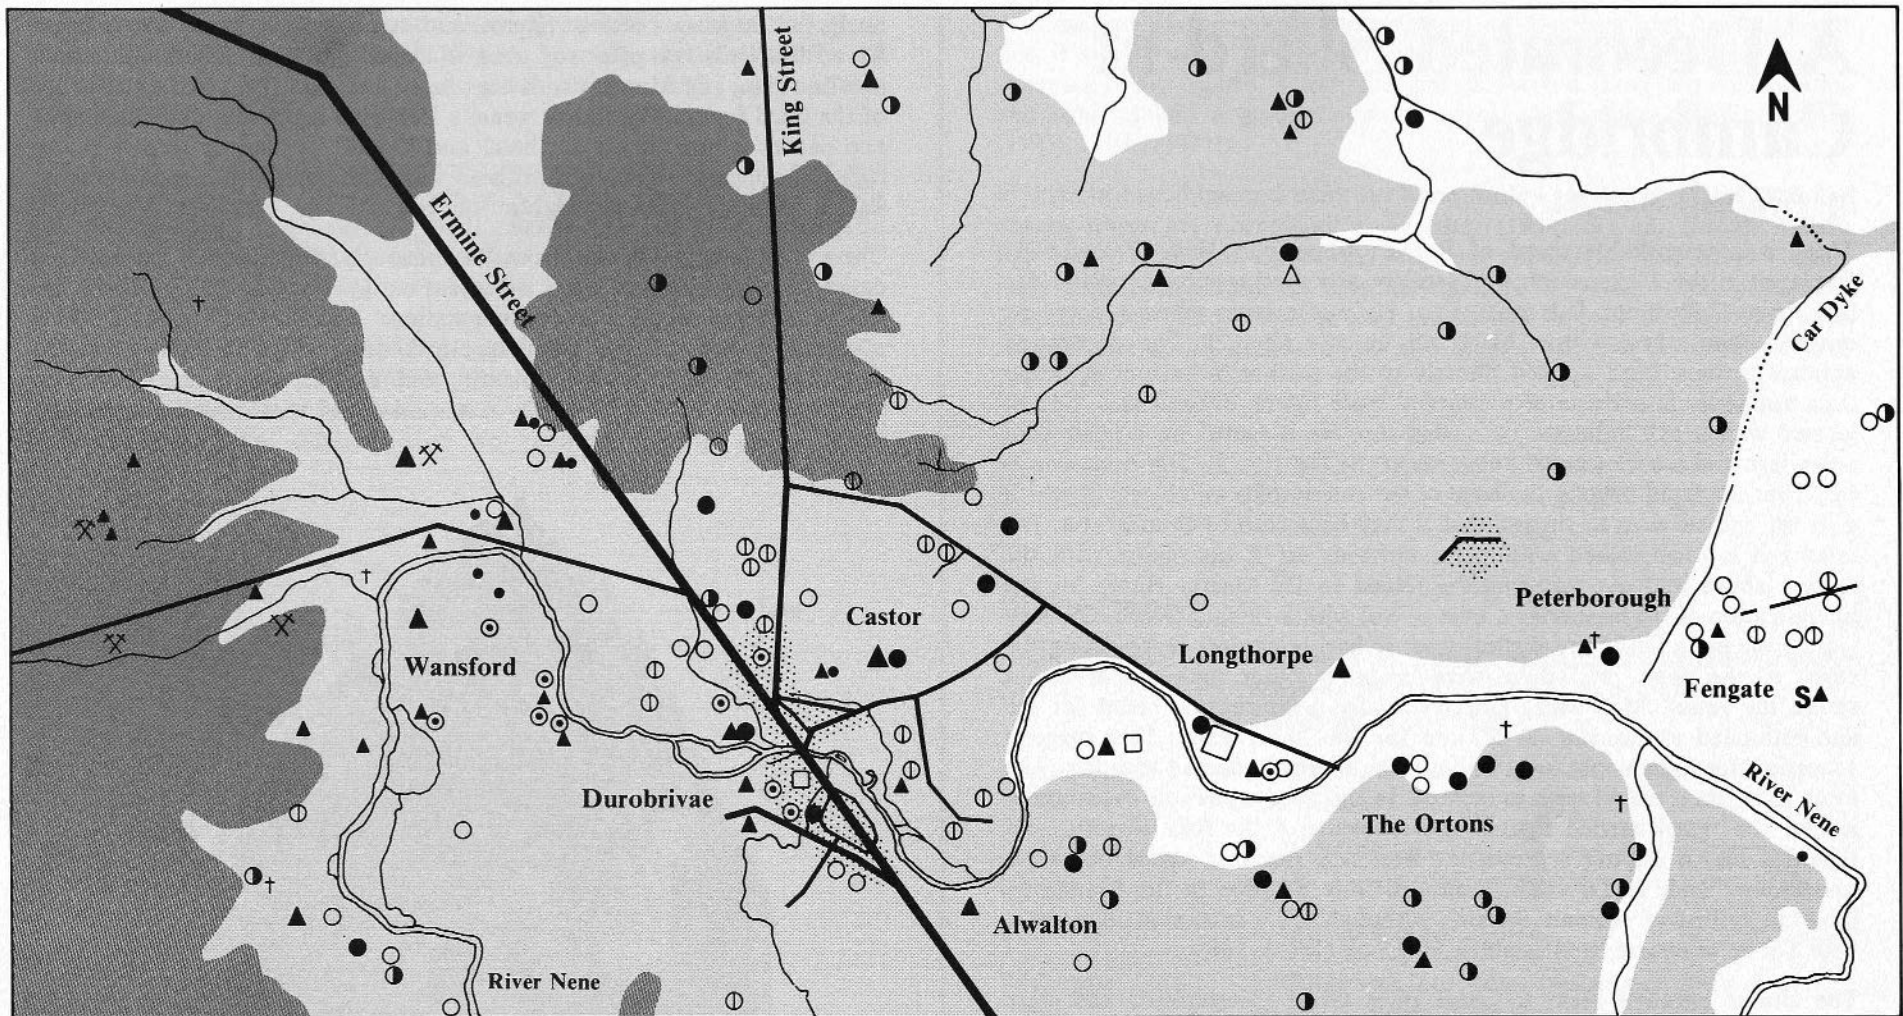 King Street
N
Ermine Street
Car Dyke
Castor
Peterborough
Longthorpe
Wansford
Fengate
S
Durobrivae
River Nene
The Ortons
Alwalton
River Nene